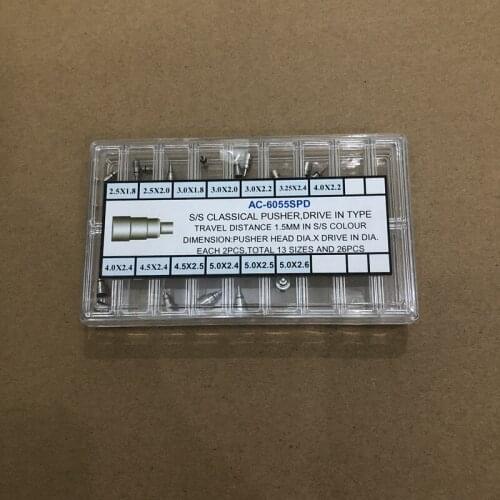 2.5X1.8 2.5X2.0 3.0X1.8 3.0X2.0 3.0X2.2 3.25X2.4 4.0X2.2
AC-6055SPD
S/S CLASSICAL PUSHER,DRIVE IN TYPE
TRAVEL DISTANCE 1.5MM IN S/S COLOUR
DIMENSION:PUSHER HEAD DIA.X DRIVE IN DIA.
EACH 2PCS,TOTAL 13 SIZES AND 26PCS
4.0X2.4 4.5X2.4 4.5X2.5 5.0X2.4 5.0X2.5 5.0X2.6